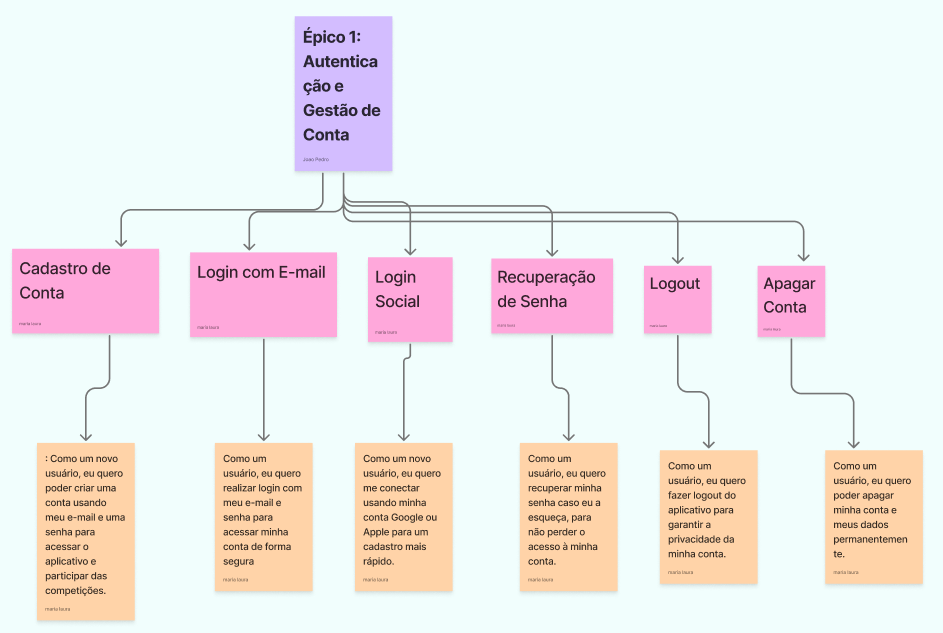 Épico 1:
Autentica
ção e
Gestão de
Conta
Joao Pedro
Cadastro de
Conta
maria laura
Login com E-mail
maria laura
Login
Social
maria laura
Recuperação
de Senha
maria laura
Logout
maria laura
Apagar
Conta
maria laura
: Como um novo
usuário, eu quero
poder criar uma
conta usando
meu e-mail e uma
senha para
acessar o
aplicativo e
participar das
competições.
maria laura
Como um
usuário, eu quero
realizar login com
meu e-mail e
senha para
acessar minha
conta de forma
segura
maria laura
Como um novo
usuário, eu quero
me conectar
usando minha
conta Google ou
Apple para um
cadastro mais
rápido.
maria laura
Como um
usuário, eu quero
recuperar minha
senha caso eu a
esqueça, para
não perder o
acesso à minha
conta.
maria laura
Como um
usuário, eu quero
fazer logout do
aplicativo para
garantir a
privacidade da
minha conta.
maria laura
Como um
usuário, eu quero
poder apagar
minha conta e
meus dados
permanentemen
te.
maria laura